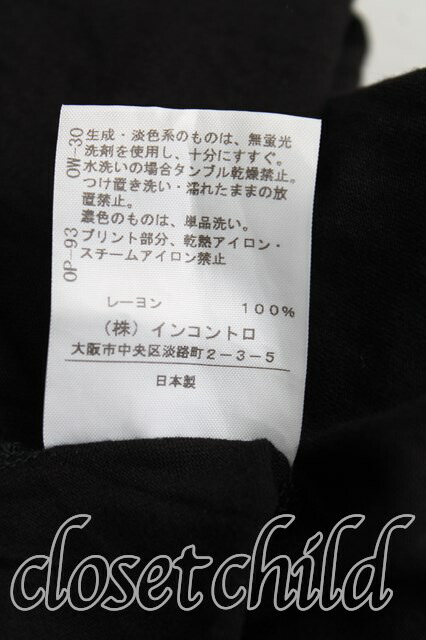 OW-30
OP-93
生成・淡色系のものは、無蛍光
洗剤を使用し、十分にすすぐ。
水洗いの場合タンブル乾燥禁止。
つけ置き洗い・濡れたままの放
置禁止。
濃色のものは、単品洗い。
プリント部分、乾熱アイロン・
スチームアイロン禁止
レーヨン 100%
(株)インコントロ
大阪市中央区淡路町2-3-5
日本製
closet child